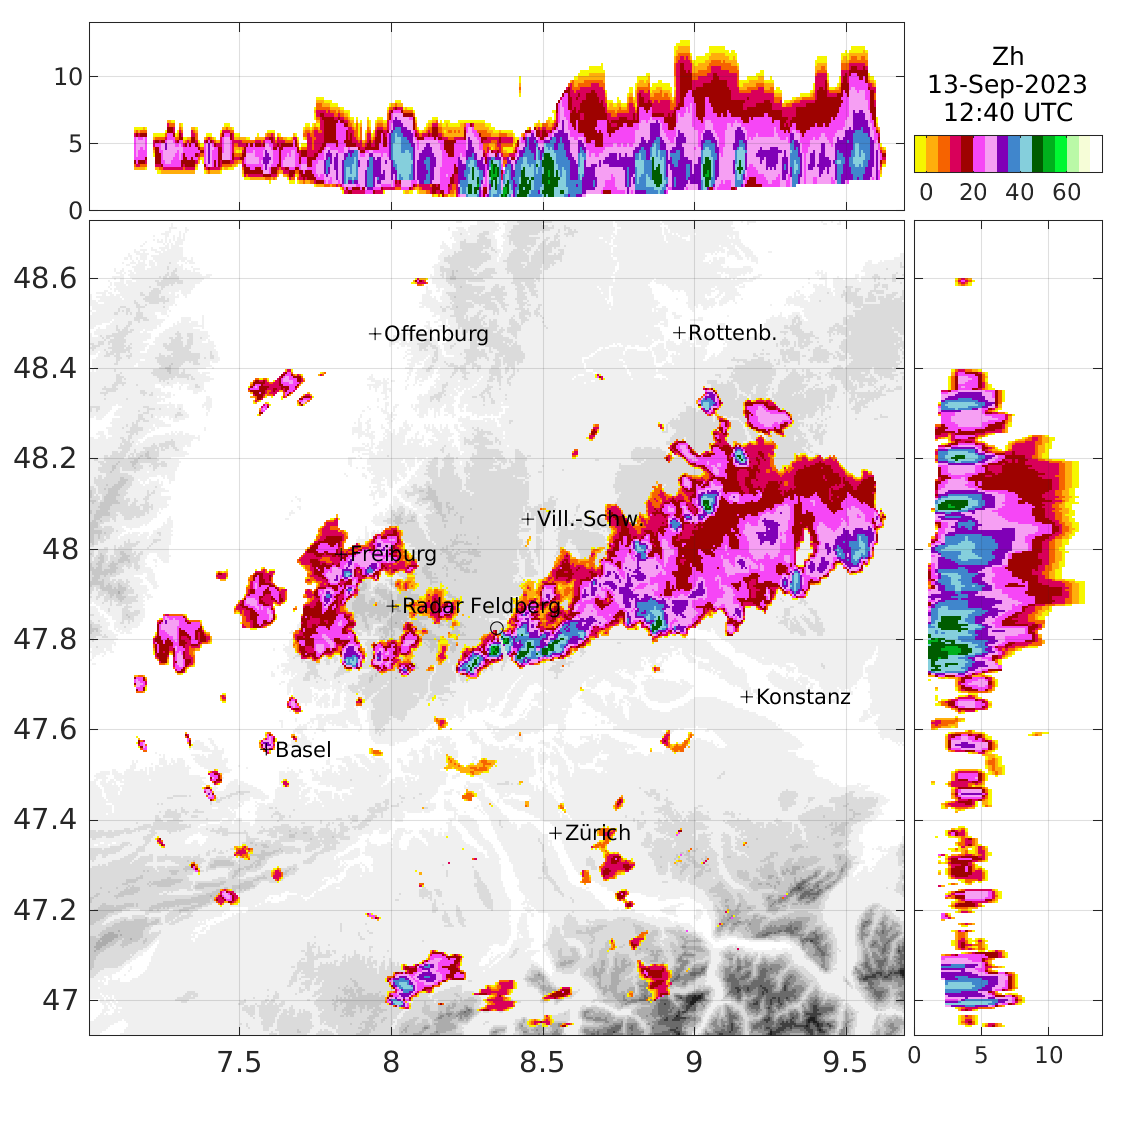 10
5
0
Zh
13-Sep-2023
12:40 UTC
0 20 40 60
48.6
48.4
48.2
48
47.8
47.6
47.4
47.2
47
+Offenburg
+Rottenb.
+Vill.-Schw.
+Freiburg
+Radar Feldberg
+Konstanz
+Basel
+Zürich
7.5 8 8.5 9 9.5
0 5 10